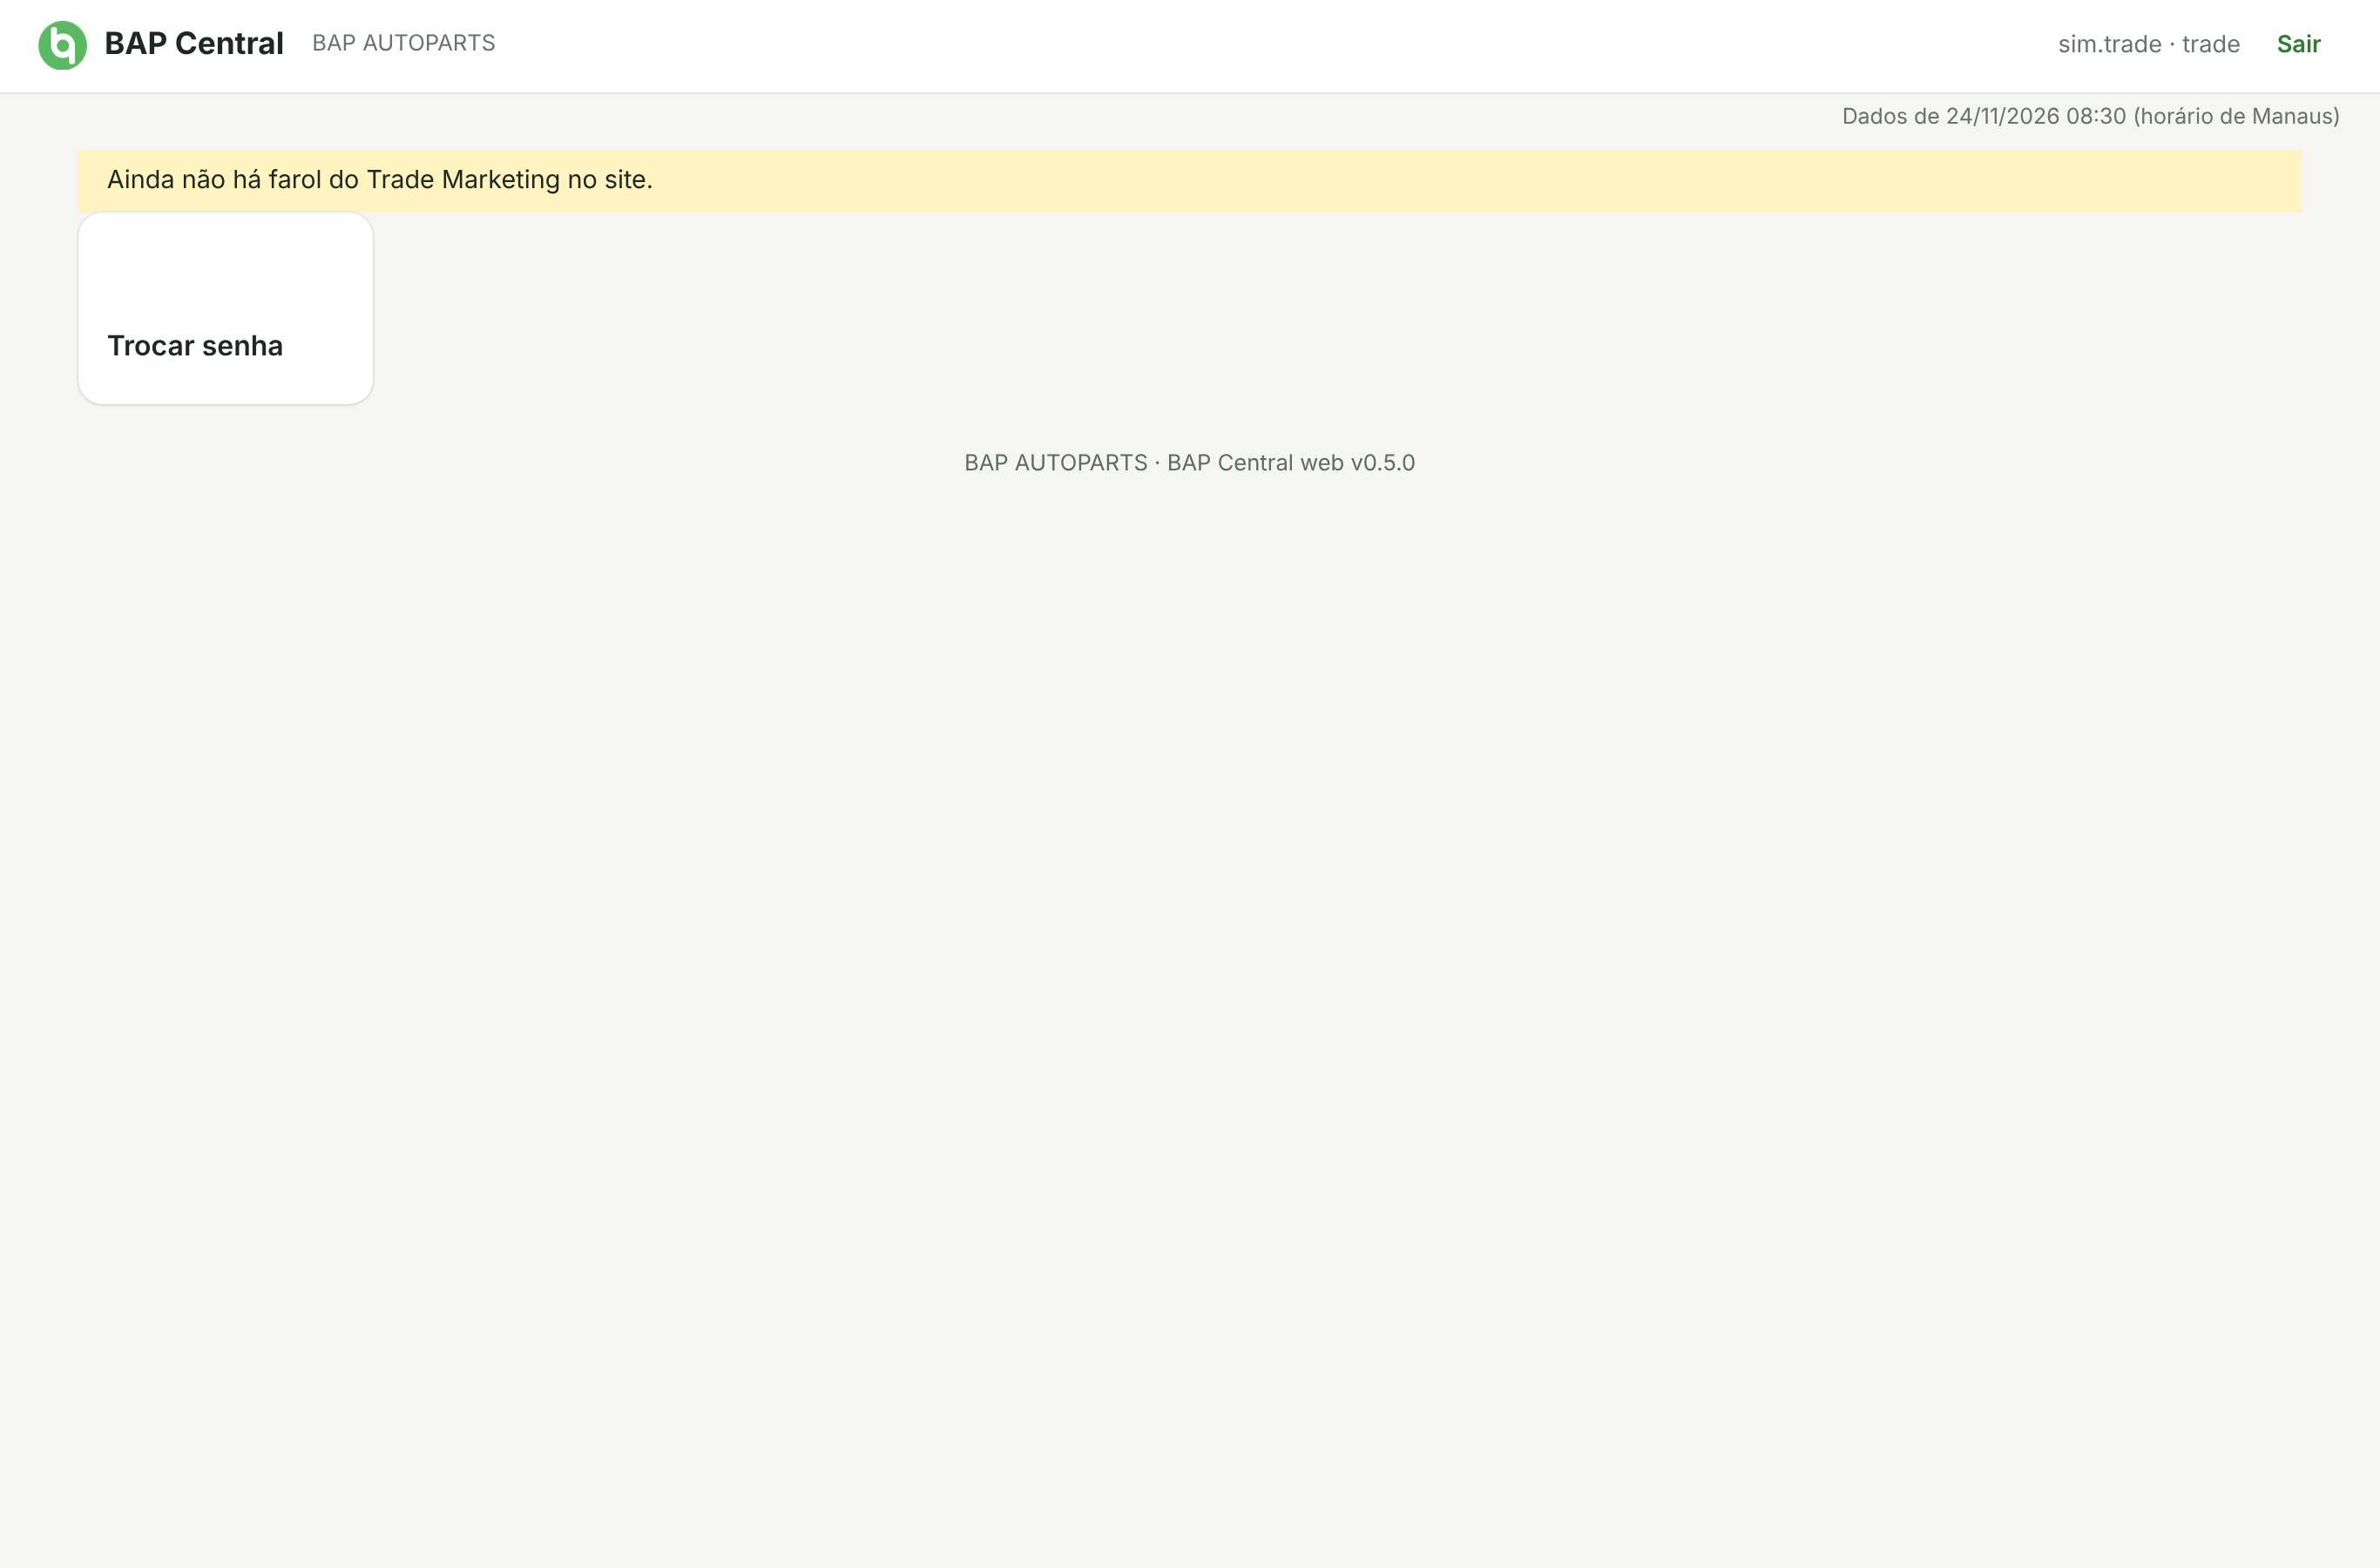 BAP Central BAP AUTOPARTS sim.trade · trade Sair
Dados de 24/11/2026 08:30 (horário de Manaus)
Ainda não há farol do Trade Marketing no site.
Trocar senha
BAP AUTOPARTS · BAP Central web v0.5.0